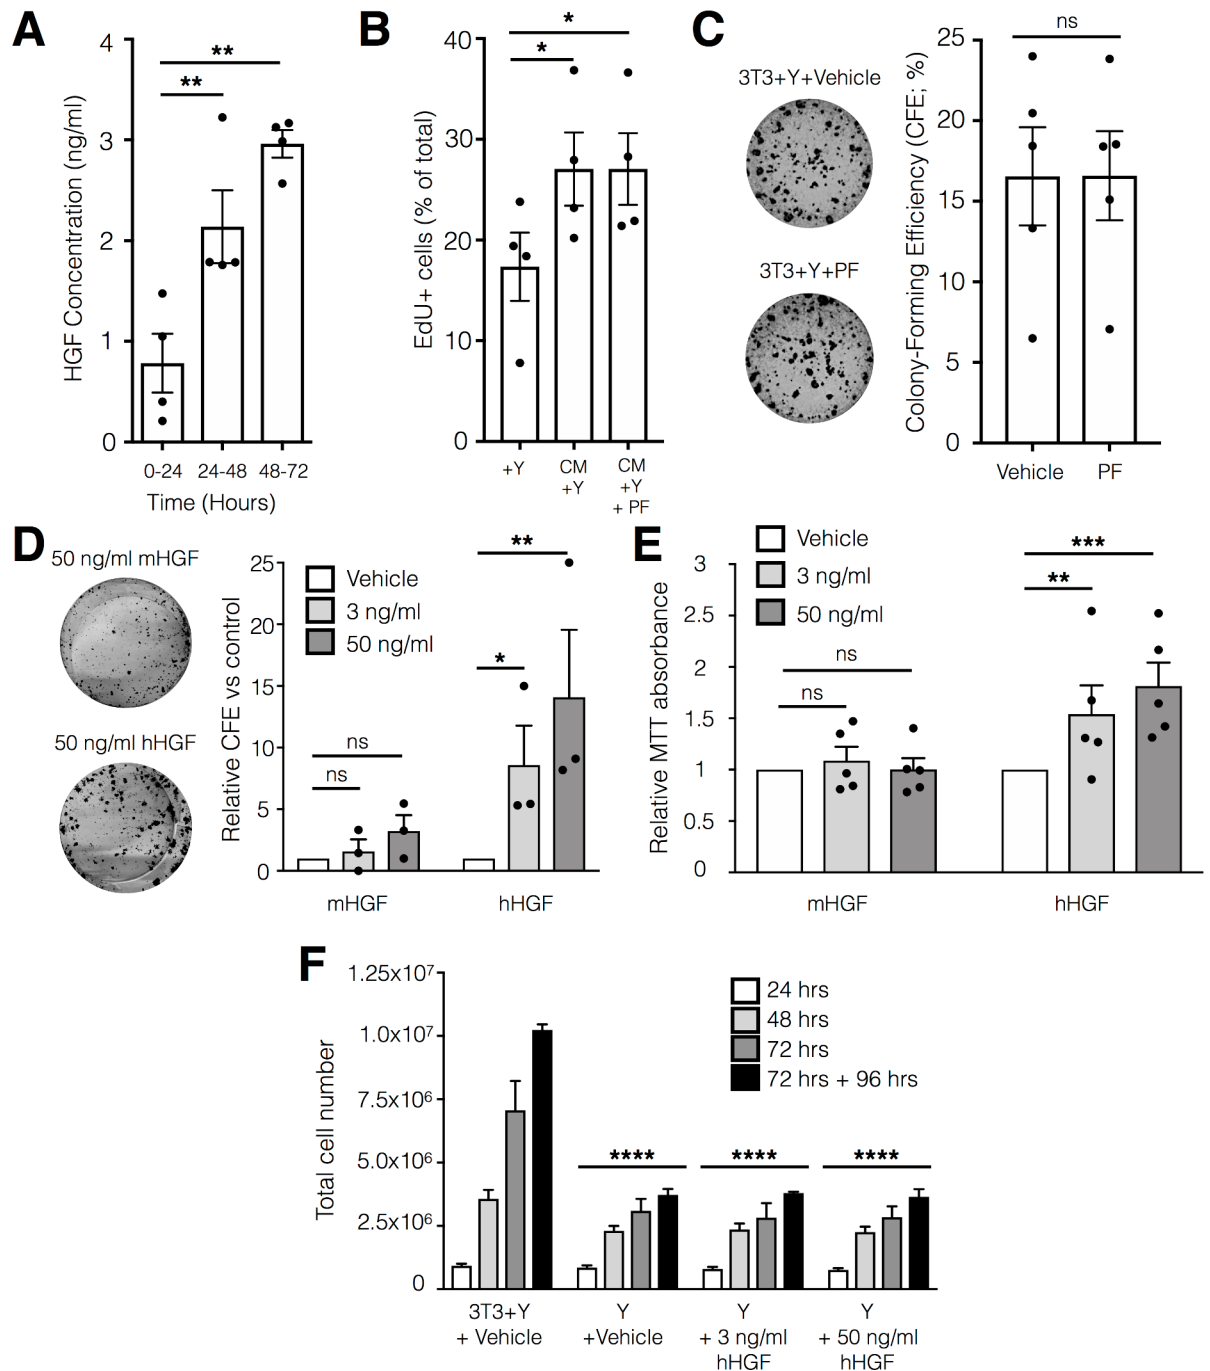 A
HGF Concentration (ng/ml)
4
3
2
1
0
**
**
0-24 24-48 48-72
Time (Hours)
B
EdU+ cells (% of total)
40
30
20
10
0
*
*
+Y
CM
+Y
CM
+Y
+ PF
C
3T3+Y+Vehicle
3T3+Y+PF
Colony-Forming Efficiency (CFE; %)
25
20
15
10
5
0
ns
Vehicle PF
D
50 ng/ml mHGF
50 ng/ml hHGF
Relative CFE vs control
25
20
15
10
5
0
Vehicle
3 ng/ml
50 ng/ml
ns
ns
*
**
mHGF hHGF
E
Vehicle
3 ng/ml
50 ng/ml
Relative MTT absorbance
3
2.5
2
1.5
1
0.5
0
ns
ns
**
***
mHGF hHGF
F
Total cell number
1.25x10⁷
1.0x10⁷
7.5x10⁶
5.0x10⁶
2.5x10⁶
0
24 hrs
48 hrs
72 hrs
72 hrs + 96 hrs
**** **** ****
3T3+Y
+ Vehicle
Y
+Vehicle
Y
+ 3 ng/ml
hHGF
Y
+ 50 ng/ml
hHGF